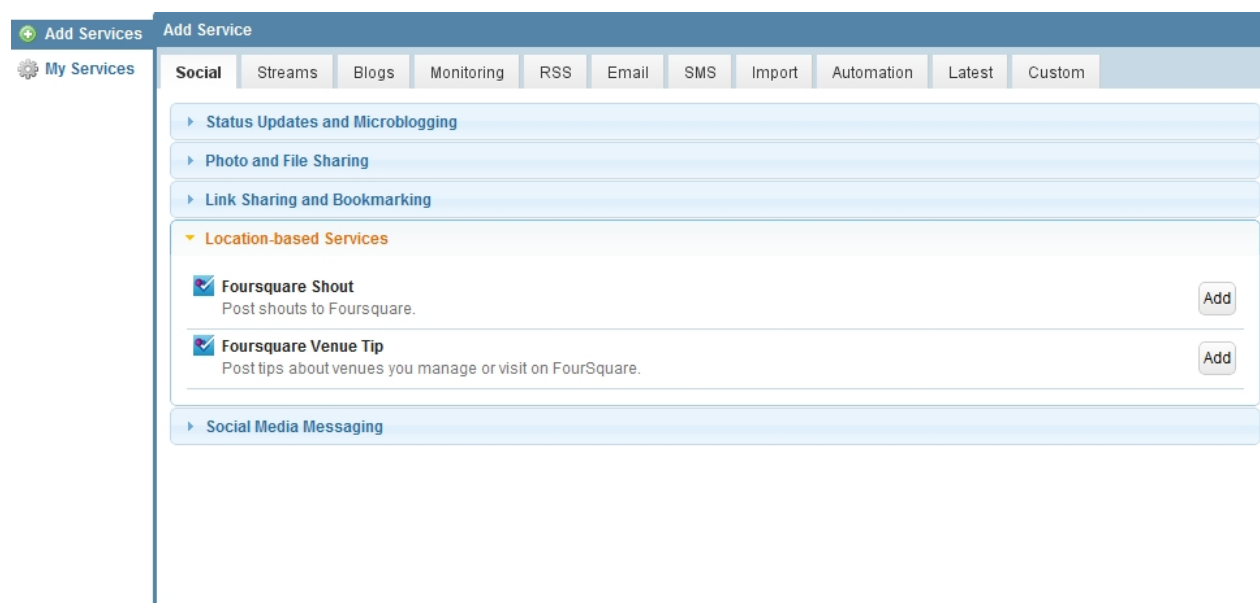 Add Services
Add Service
My Services
Social Streams Blogs Monitoring RSS Email SMS Import Automation Latest Custom
Status Updates and Microblogging
Photo and File Sharing
Link Sharing and Bookmarking
Location-based Services
Foursquare Shout
Post shouts to Foursquare.
Add
Foursquare Venue Tip
Post tips about venues you manage or visit on FourSquare.
Add
Social Media Messaging